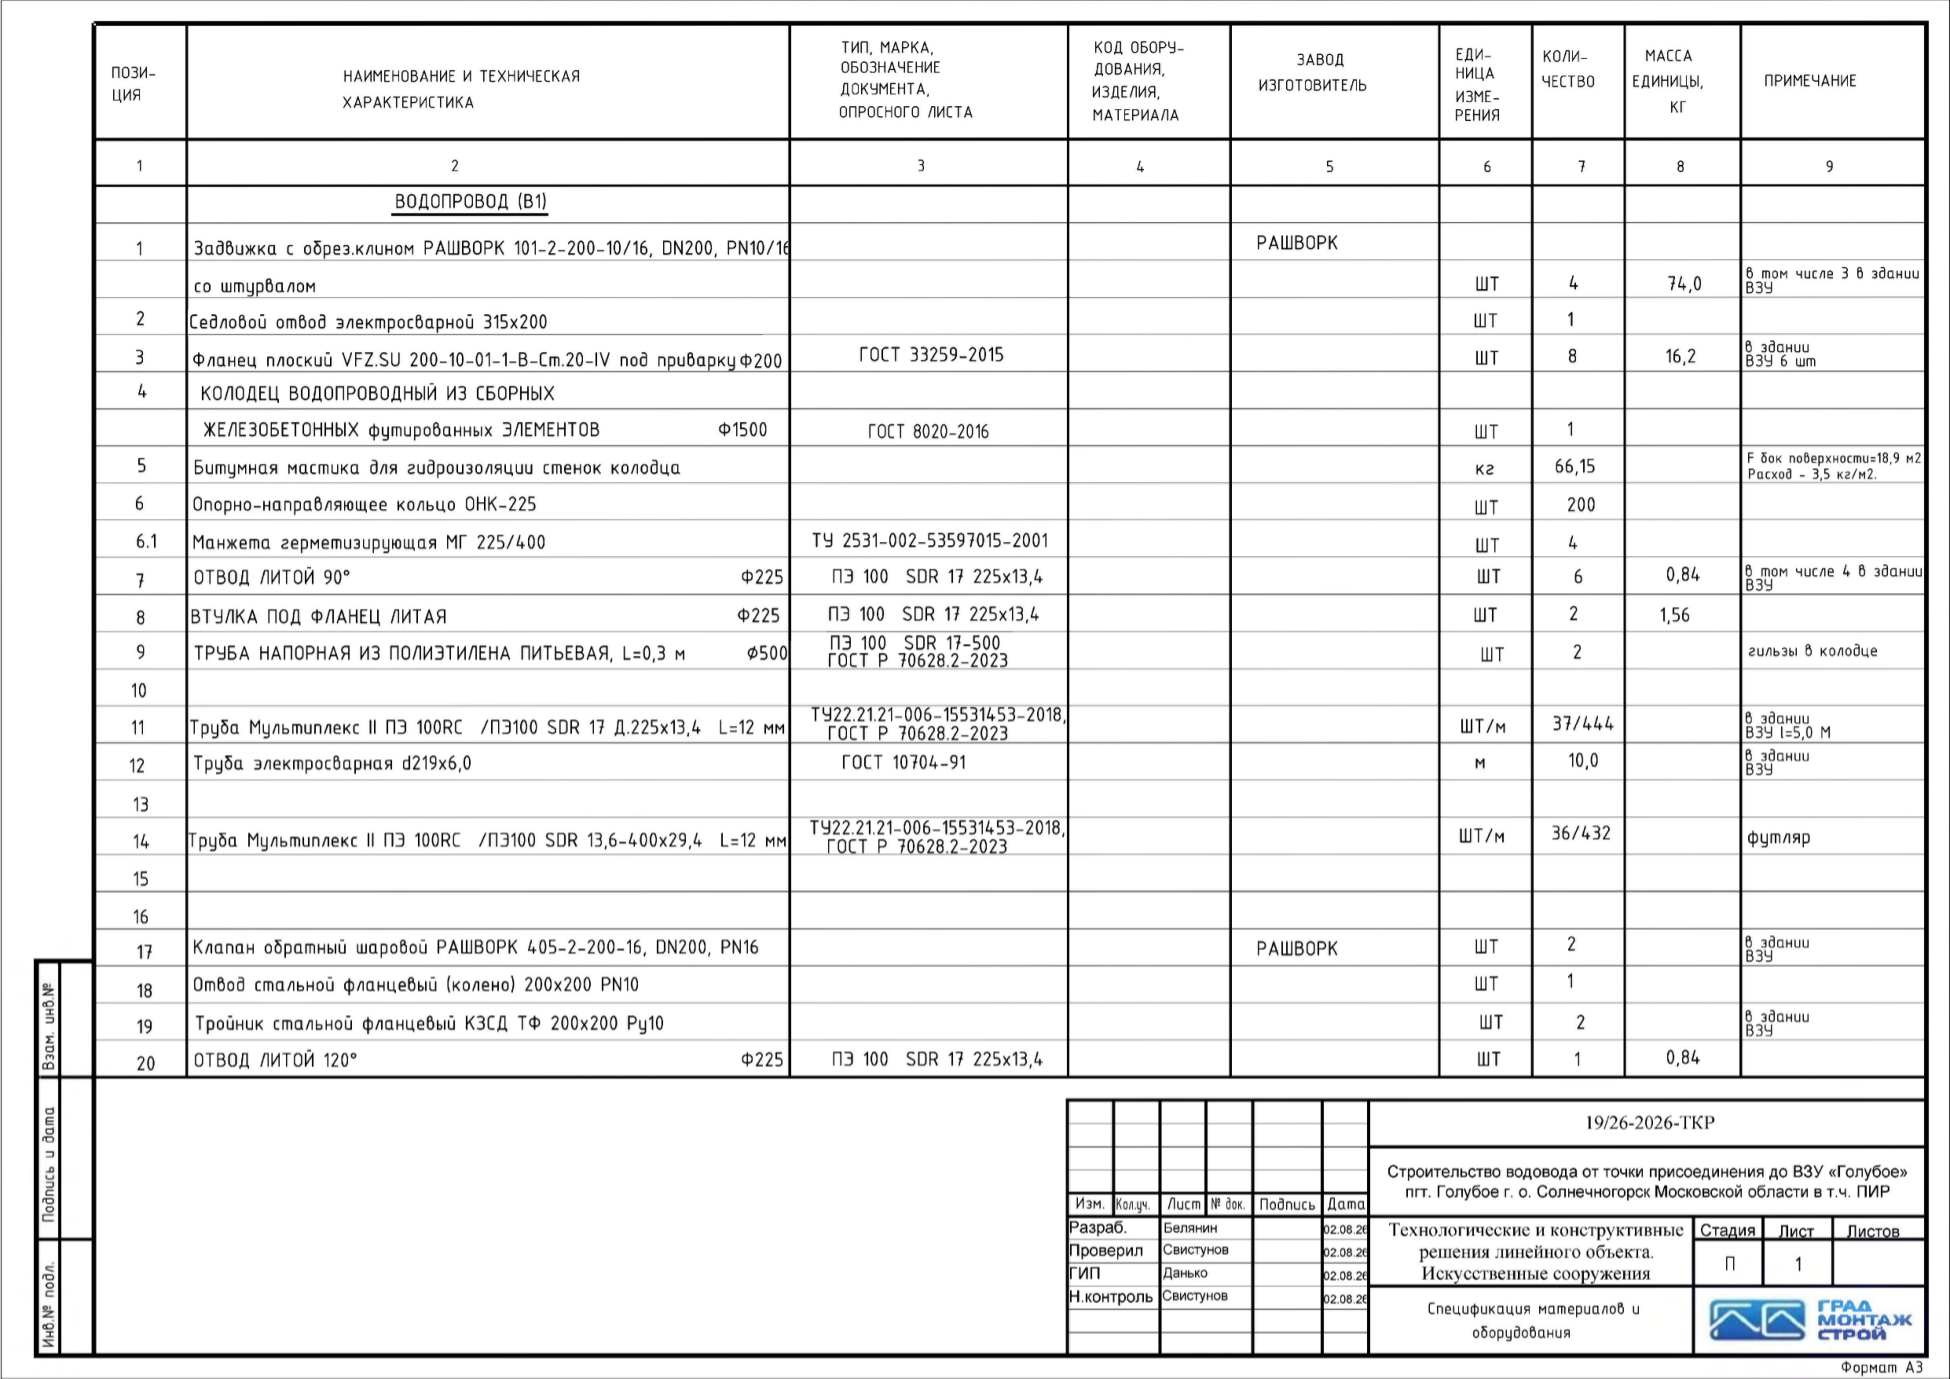 ПОЗИ-
ЦИЯ
НАИМЕНОВАНИЕ И ТЕХНИЧЕСКАЯ
ХАРАКТЕРИСТИКА
ТИП, МАРКА,
ОБОЗНАЧЕНИЕ
ДОКУМЕНТА,
ОПРОСНОГО ЛИСТА
КОД ОБОРУ-
ДОВАНИЯ,
ИЗДЕЛИЯ,
МАТЕРИАЛА
ЗАВОД
ИЗГОТОВИТЕЛЬ
ЕДИ-
НИЦА
ИЗМЕ-
РЕНИЯ
КОЛИ-
ЧЕСТВО
МАССА
ЕДИНИЦЫ,
КГ
ПРИМЕЧАНИЕ
1 2 3 4 5 6 7 8 9
ВОДОПРОВОД (В1)
1 Задвижка с обрез.клином РАШВОРК 101-2-200-10/16, DN200, PN10/16 РАШВОРК
со штурвалом ШТ 4 74,0 в том числе 3 в здании
ВЗУ
2 Седловой отвод электросварной 315х200 ШТ 1
3 Фланец плоский VFZ.SU 200-10-01-1-В-Ст.20-IV под приварку Ф200 ГОСТ 33259-2015 ШТ 8 16,2 в здании
ВЗУ 6 шт
4 КОЛОДЕЦ ВОДОПРОВОДНЫЙ ИЗ СБОРНЫХ
ЖЕЛЕЗОБЕТОННЫХ футированных ЭЛЕМЕНТОВ Ф1500 ГОСТ 8020-2016 ШТ 1
5 Битумная мастика для гидроизоляции стенок колодца кг 66,15 F бок поверхности=18,9 м2
Расход - 3,5 кг/м2.
6 Опорно-направляющее кольцо ОНК-225 ШТ 200
6.1 Манжета герметизирующая МГ 225/400 ТУ 2531-002-53597015-2001 ШТ 4
7 ОТВОД ЛИТОЙ 90° Ф225 ПЭ 100 SDR 17 225х13,4 ШТ 6 0,84 в том числе 4 в здании
ВЗУ
8 ВТУЛКА ПОД ФЛАНЕЦ ЛИТАЯ Ф225 ПЭ 100 SDR 17 225х13,4 ШТ 2 1,56
9 ТРУБА НАПОРНАЯ ИЗ ПОЛИЭТИЛЕНА ПИТЬЕВАЯ, L=0,3 м Ф500 ПЭ 100 SDR 17-500
ГОСТ Р 70628.2-2023 ШТ 2 гильзы в колодце
10
11 Труба Мультиплекс II ПЭ 100RC /ПЭ100 SDR 17 Д.225х13,4 L=12 мм ТУ22.21.21-006-15531453-2018,
ГОСТ Р 70628.2-2023 ШТ/м 37/444 в здании
ВЗУ l=5,0 М
12 Труба электросварная d219х6,0 ГОСТ 10704-91 м 10,0 в здании
ВЗУ
13
14 Труба Мультиплекс II ПЭ 100RC /ПЭ100 SDR 13,6-400х29,4 L=12 мм ТУ22.21.21-006-15531453-2018,
ГОСТ Р 70628.2-2023 ШТ/м 36/432 футляр
15
16
17 Клапан обратный шаровой РАШВОРК 405-2-200-16, DN200, PN16 РАШВОРК ШТ 2 в здании
ВЗУ
18 Отвод стальной фланцевый (колено) 200х200 PN10 ШТ 1
19 Тройник стальной фланцевый КЗСД ТФ 200х200 Ру10 ШТ 2 в здании
ВЗУ
20 ОТВОД ЛИТОЙ 120° Ф225 ПЭ 100 SDR 17 225х13,4 ШТ 1 0,84
Взам. инв.№
Подпись и дата
Инв.№ подл.
19/26-2026-ТКР
Строительство водовода от точки присоединения до ВЗУ «Голубое»
пгт. Голубое г. о. Солнечногорск Московской области в т.ч. ПИР
Изм. Кол.уч. Лист № док. Подпись Дата
Разраб. Белянин 02.08.26
Проверил Свистунов 02.08.26
ГИП Данько 02.08.26
Н.контроль Свистунов 02.08.26
Технологические и конструктивные
решения линейного объекта.
Искусственные сооружения
Стадия Лист Листов
П 1
Спецификация материалов и
оборудования
ГРАД
МОНТАЖ
СТРОЙ
Формат А3